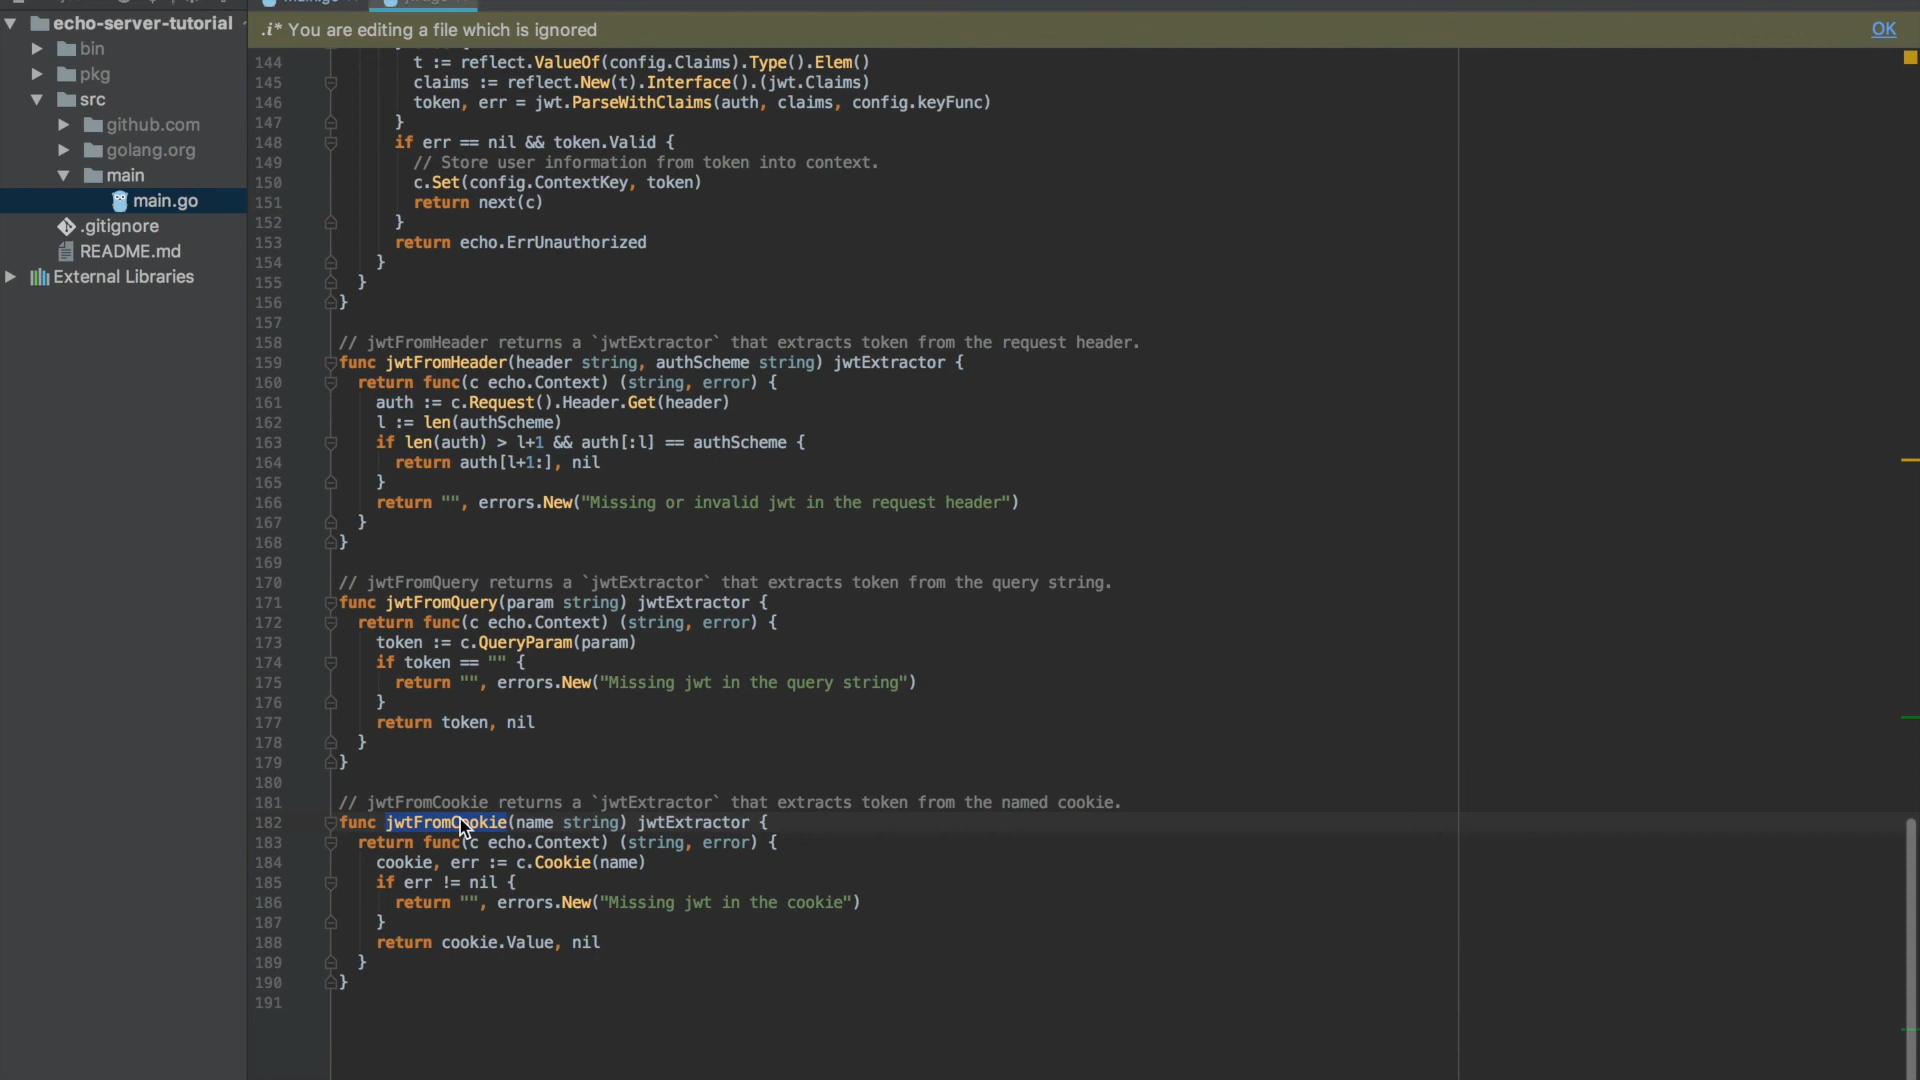 echo-server-tutorial
bin
pkg
src
github.com
golang.org
main
main.go
.gitignore
README.md
External Libraries
.i* You are editing a file which is ignored
OK
144 t := reflect.ValueOf(config.Claims).Type().Elem()
145 claims := reflect.New(t).Interface().(jwt.Claims)
146 token, err = jwt.ParseWithClaims(auth, claims, config.keyFunc)
147 }
148 if err == nil && token.Valid {
149 // Store user information from token into context.
150 c.Set(config.ContextKey, token)
151 return next(c)
152 }
153 return echo.ErrUnauthorized
154 }
155 }
156 }
157
158 // jwtFromHeader returns a `jwtExtractor` that extracts token from the request header.
159 func jwtFromHeader(header string, authScheme string) jwtExtractor {
160 return func(c echo.Context) (string, error) {
161 auth := c.Request().Header.Get(header)
162 l := len(authScheme)
163 if len(auth) > l+1 && auth[:l] == authScheme {
164 return auth[l+1:], nil
165 }
166 return "", errors.New("Missing or invalid jwt in the request header")
167 }
168 }
169
170 // jwtFromQuery returns a `jwtExtractor` that extracts token from the query string.
171 func jwtFromQuery(param string) jwtExtractor {
172 return func(c echo.Context) (string, error) {
173 token := c.QueryParam(param)
174 if token == "" {
175 return "", errors.New("Missing jwt in the query string")
176 }
177 return token, nil
178 }
179 }
180
181 // jwtFromCookie returns a `jwtExtractor` that extracts token from the named cookie.
182 func jwtFromCookie(name string) jwtExtractor {
183 return func(c echo.Context) (string, error) {
184 cookie, err := c.Cookie(name)
185 if err != nil {
186 return "", errors.New("Missing jwt in the cookie")
187 }
188 return cookie.Value, nil
189 }
190 }
191